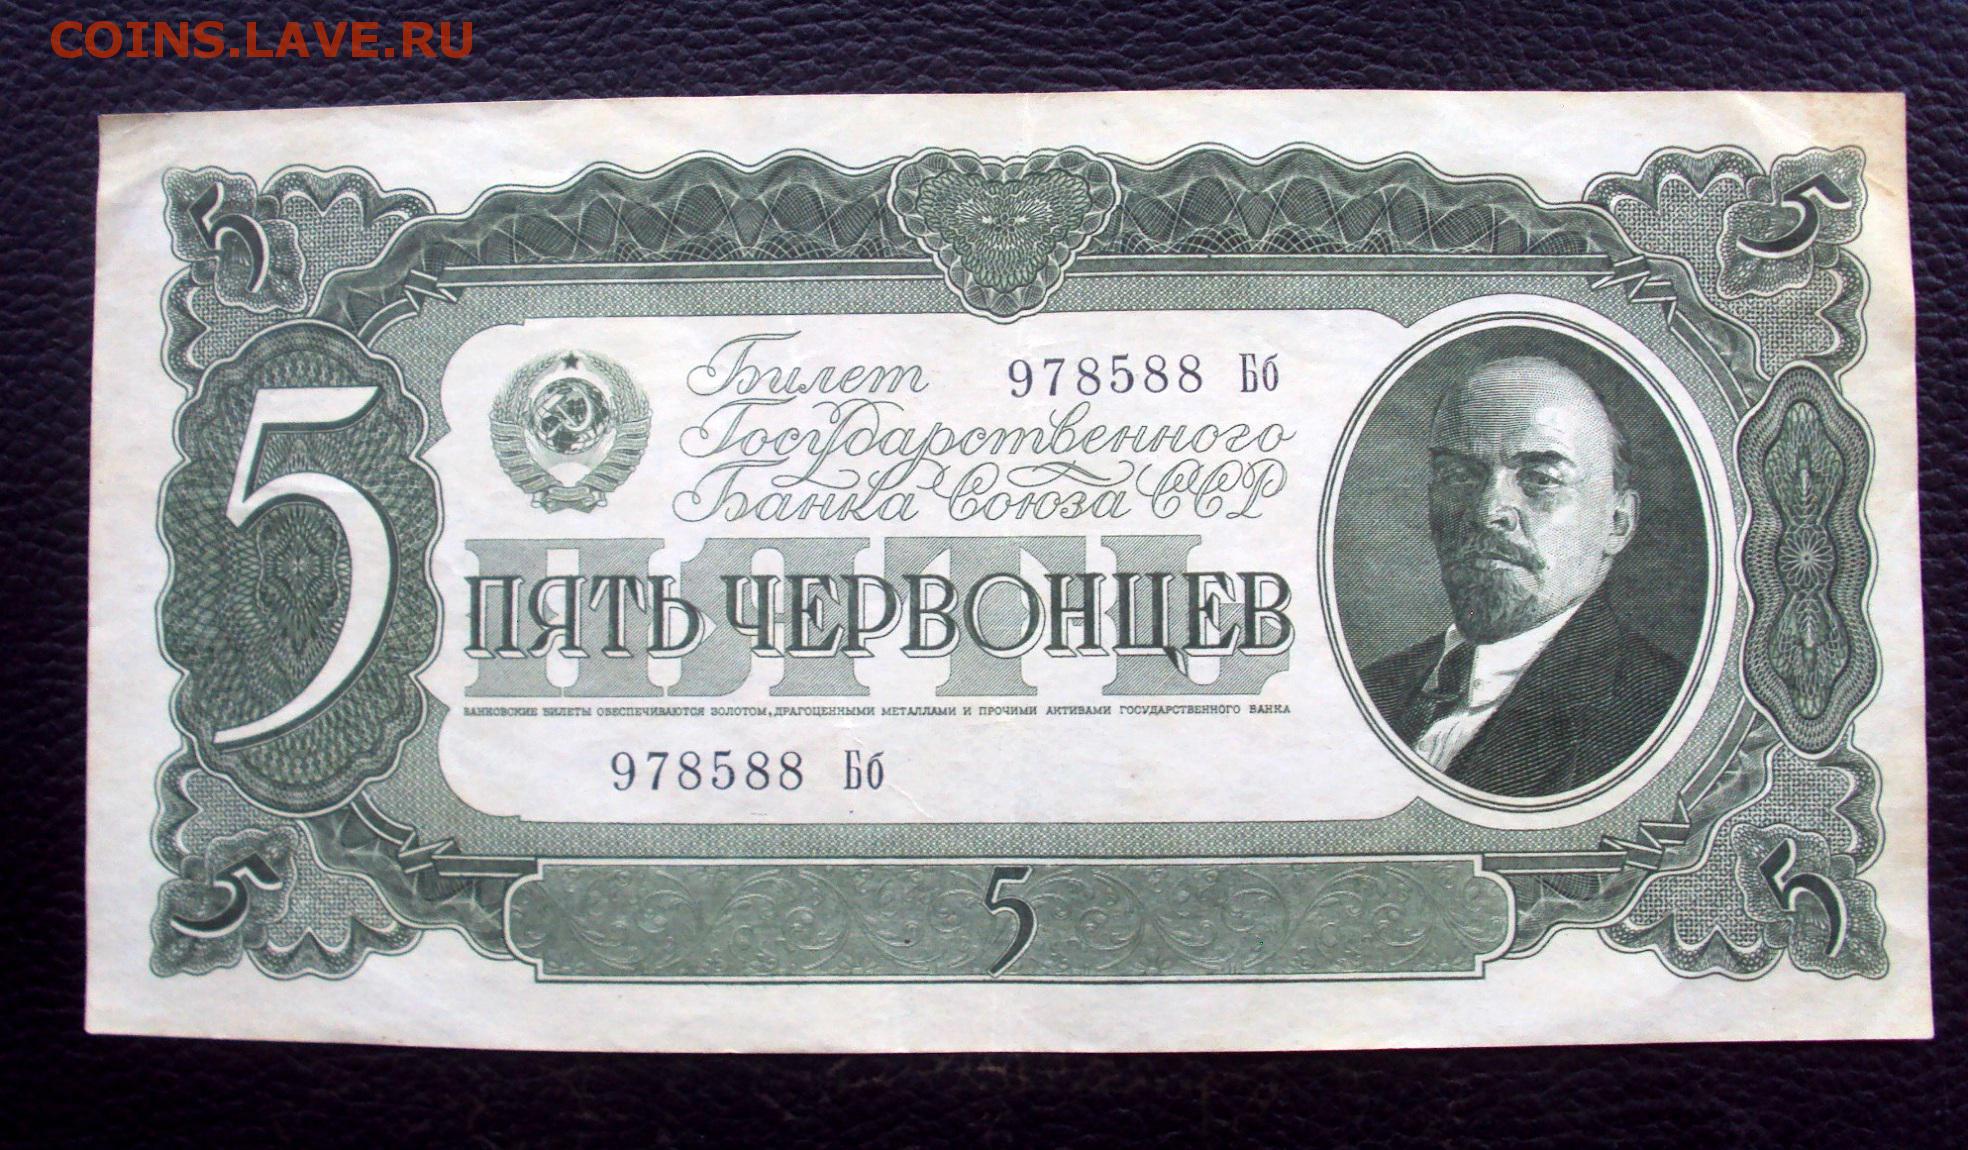 COINS.LAVE.RU
5 5
Билет 978588 Бб
Государственного
Банка Союза ССР
5
ПЯТЬ
ПЯТЬ ЧЕРВОНЦЕВ
БАНКОВСКИЕ БИЛЕТЫ ОБЕСПЕЧИВАЮТСЯ ЗОЛОТОМ, ДРАГОЦЕННЫМИ МЕТАЛЛАМИ И ПРОЧИМИ АКТИВАМИ ГОСУДАРСТВЕННОГО БАНКА
978588 Бб
5 5 5